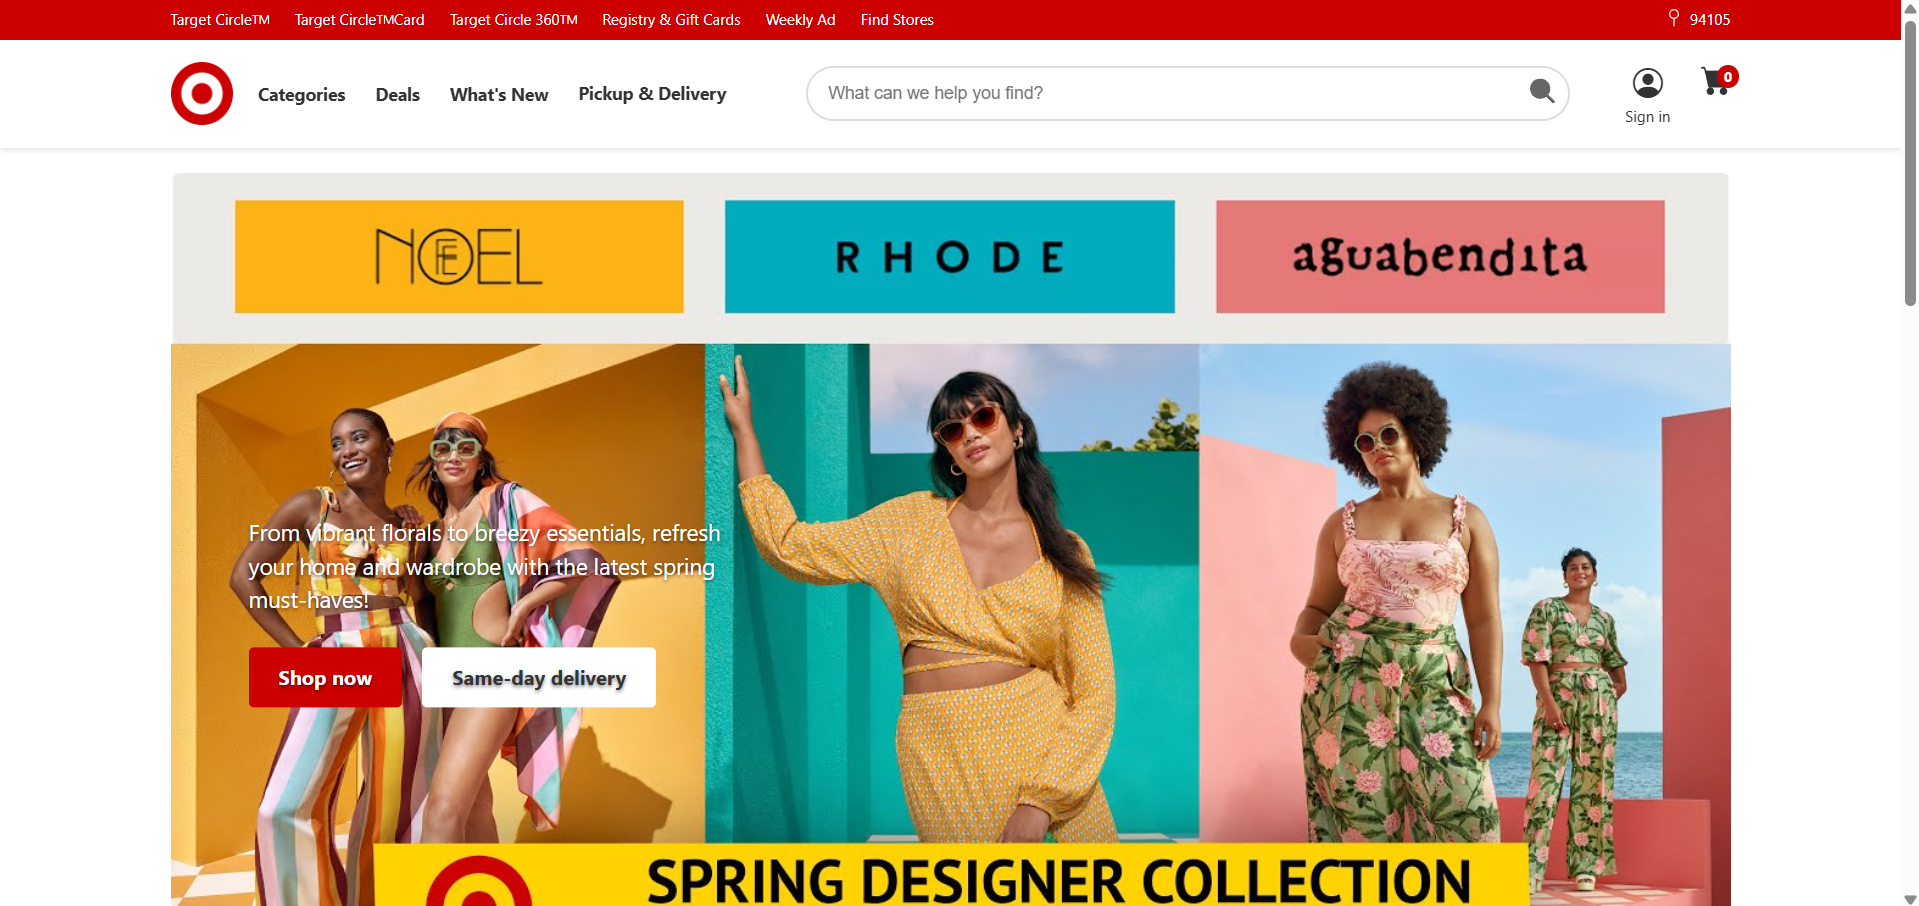 Target Circle™
Target Circle™Card
Target Circle 360™
Registry & Gift Cards
Weekly Ad
Find Stores
94105
Categories
Deals
What's New
Pickup & Delivery
What can we help you find?
Sign in
0
NOEL
RHODE
aguabendita
From vibrant florals to breezy essentials, refresh
your home and wardrobe with the latest spring
must-haves!
Shop now
Same-day delivery
SPRING DESIGNER COLLECTION